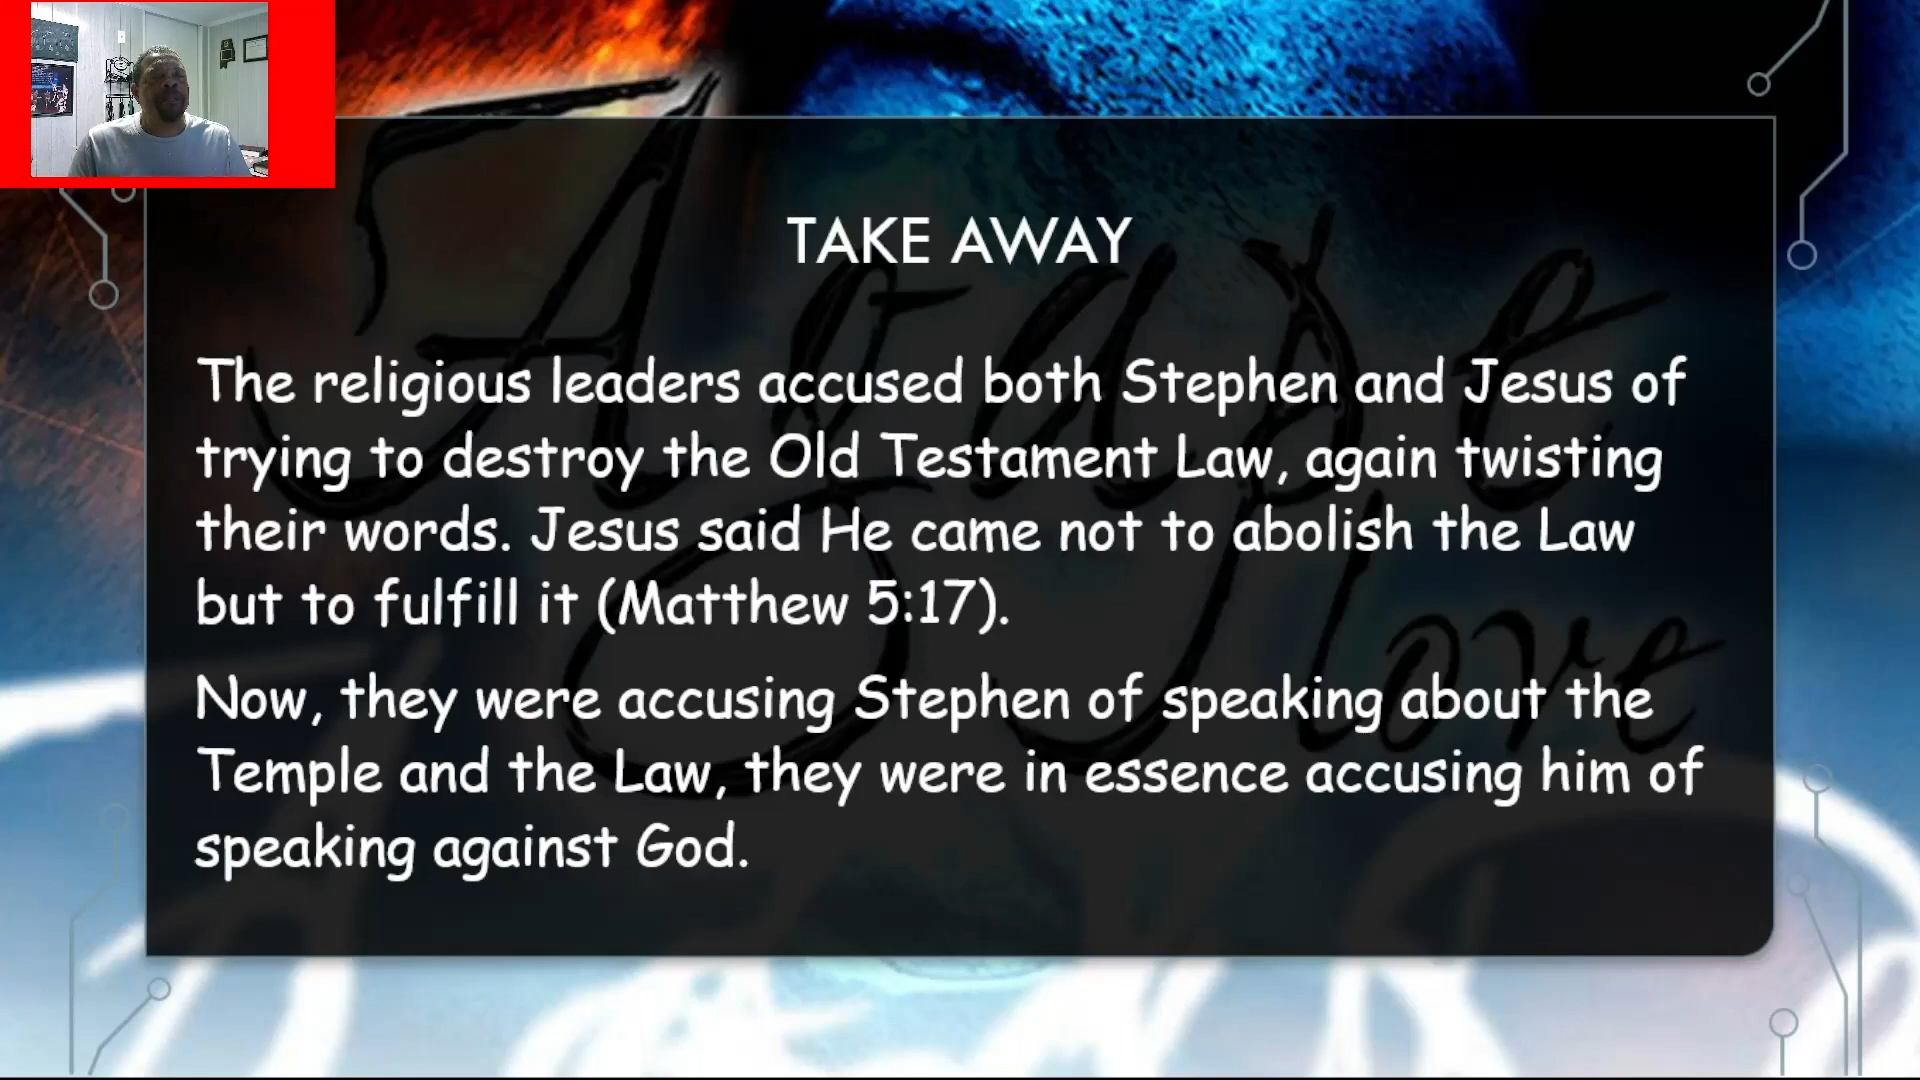 TAKE AWAY
The religious leaders accused both Stephen and Jesus of
trying to destroy the Old Testament Law, again twisting
their words. Jesus said He came not to abolish the Law
but to fulfill it (Matthew 5:17).
Now, they were accusing Stephen of speaking about the
Temple and the Law, they were in essence accusing him of
speaking against God.
Agape
love